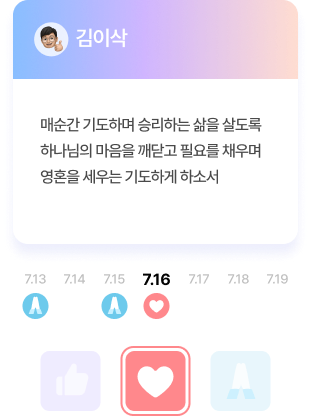 김이삭
매순간 기도하며 승리하는 삶을 살도록
하나님의 마음을 깨닫고 필요를 채우며
영혼을 세우는 기도하게 하소서
7.13 7.14 7.15 7.16 7.17 7.18 7.19